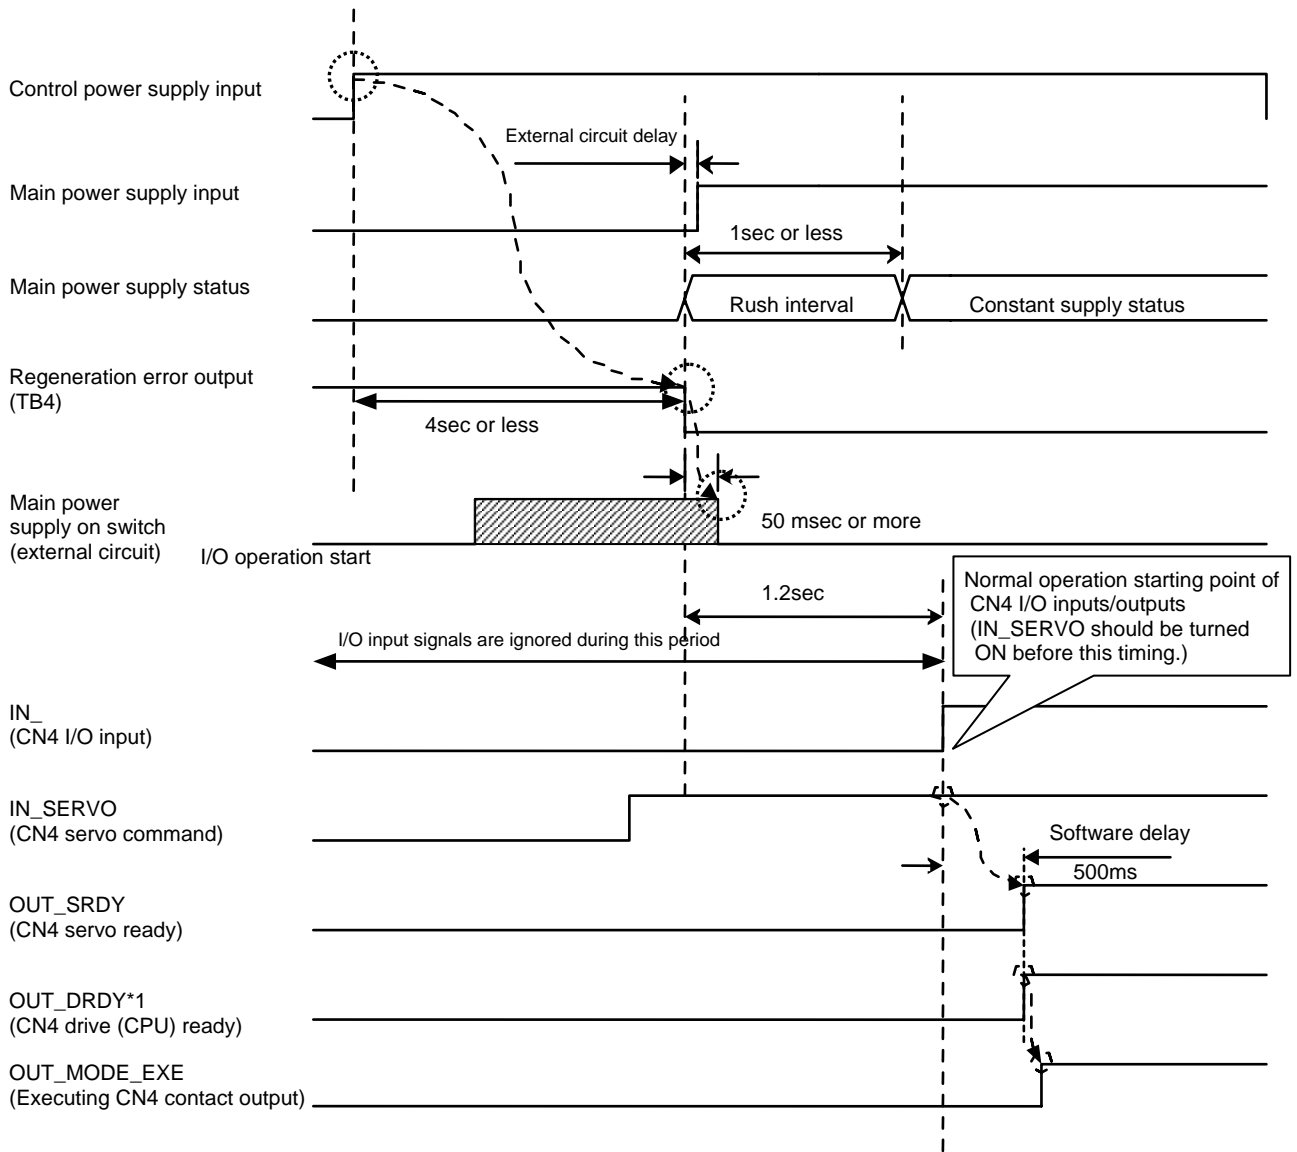 Control power supply input
External circuit delay
Main power supply input
1sec or less
Main power supply status
Rush interval
Constant supply status
Regeneration error output
(TB4)
4sec or less
Main power
supply on switch
(external circuit)
50 msec or more
I/O operation start
Normal operation starting point of
CN4 I/O inputs/outputs
(IN_SERVO should be turned
ON before this timing.)
1.2sec
I/O input signals are ignored during this period
IN_
(CN4 I/O input)
IN_SERVO
(CN4 servo command)
Software delay
500ms
OUT_SRDY
(CN4 servo ready)
OUT_DRDY*1
(CN4 drive (CPU) ready)
OUT_MODE_EXE
(Executing CN4 contact output)